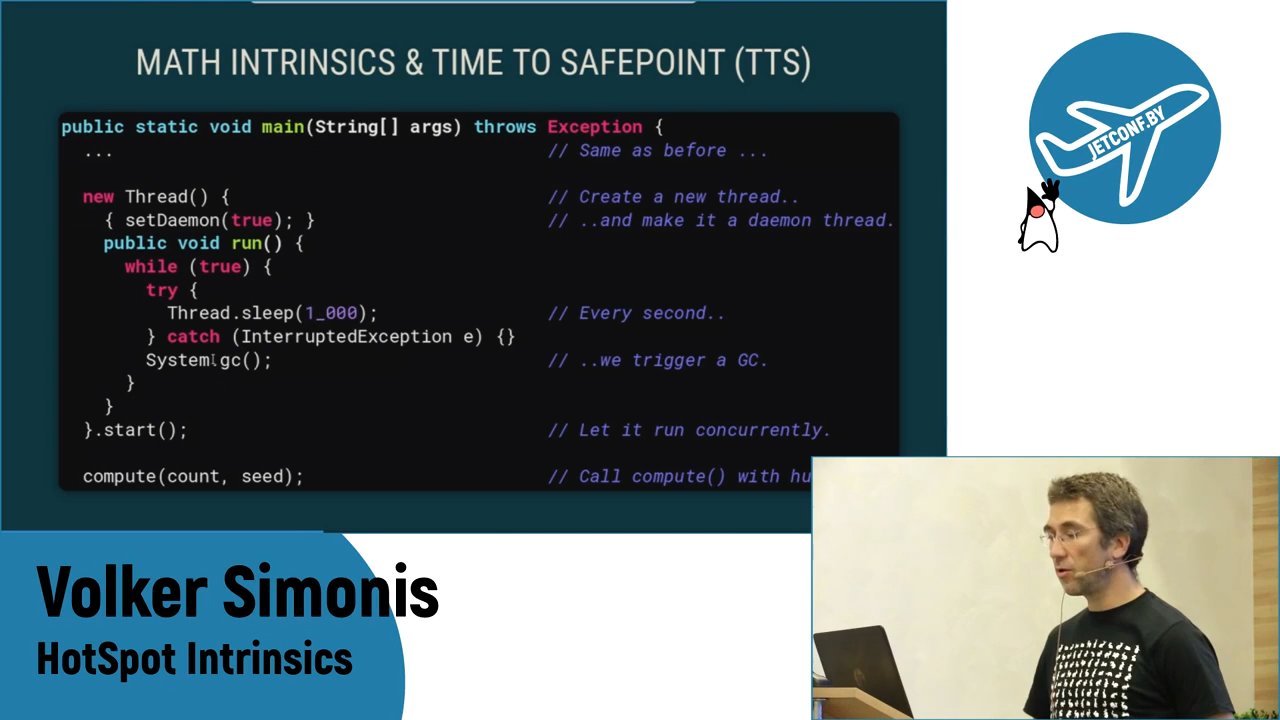 MATH INTRINSICS & TIME TO SAFEPOINT (TTS)
public static void main(String[] args) throws Exception {
... // Same as before ...
new Thread() { // Create a new thread..
{ setDaemon(true); } // ..and make it a daemon thread.
public void run() {
while (true) {
try {
Thread.sleep(1_000); // Every second..
} catch (InterruptedException e) {}
System.gc(); // ..we trigger a GC.
}
}
}.start(); // Let it run concurrently.
compute(count, seed); // Call compute() with
JETCONF.BY
Volker Simonis
HotSpot Intrinsics